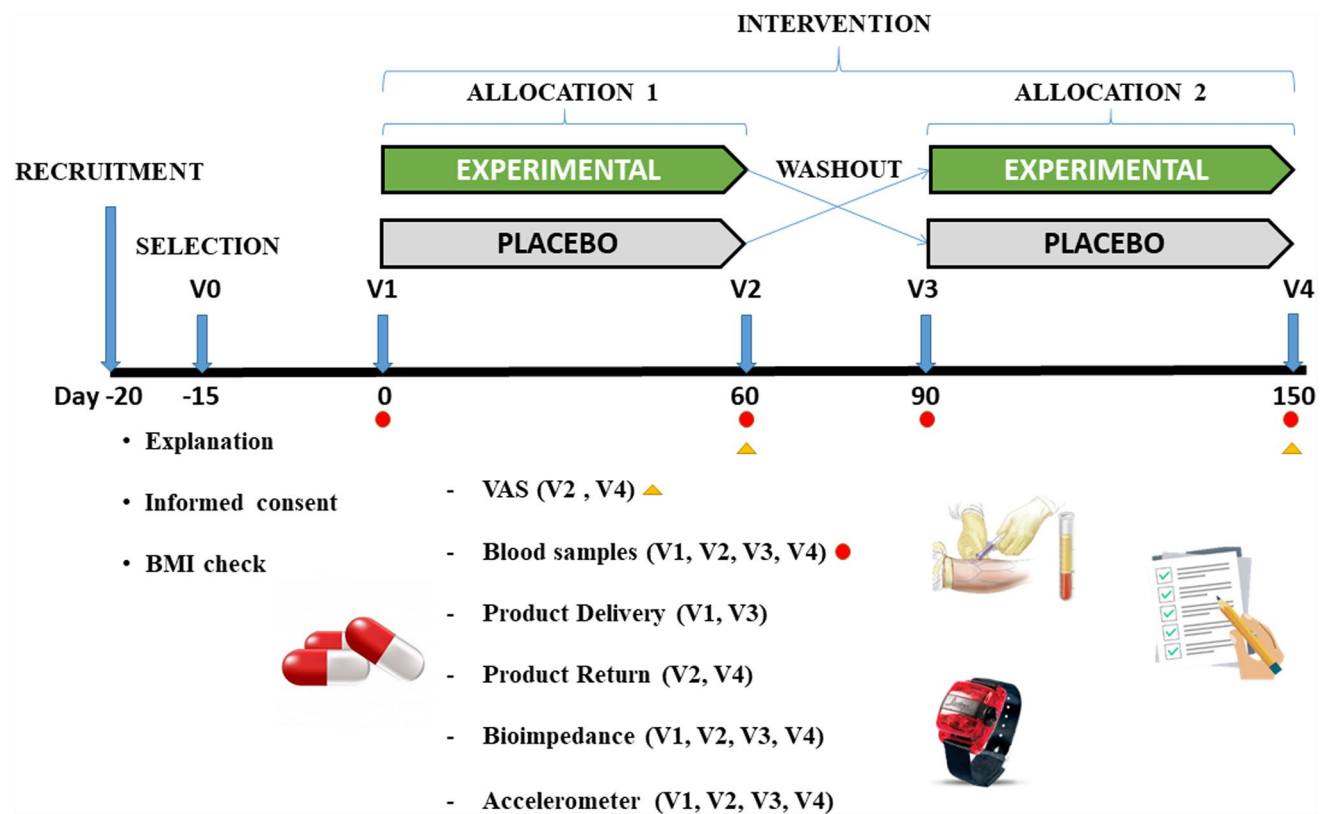 INTERVENTION
ALLOCATION 1
ALLOCATION 2
RECRUITMENT
EXPERIMENTAL
WASHOUT
EXPERIMENTAL
SELECTION
PLACEBO
PLACEBO
V0
V1
V2
V3
V4
Day -20
-15
0
60
90
150
• Explanation
• Informed consent
• BMI check
- VAS (V2 , V4)
- Blood samples (V1, V2, V3, V4)
- Product Delivery (V1, V3)
- Product Return (V2, V4)
- Bioimpedance (V1, V2, V3, V4)
- Accelerometer (V1, V2, V3, V4)